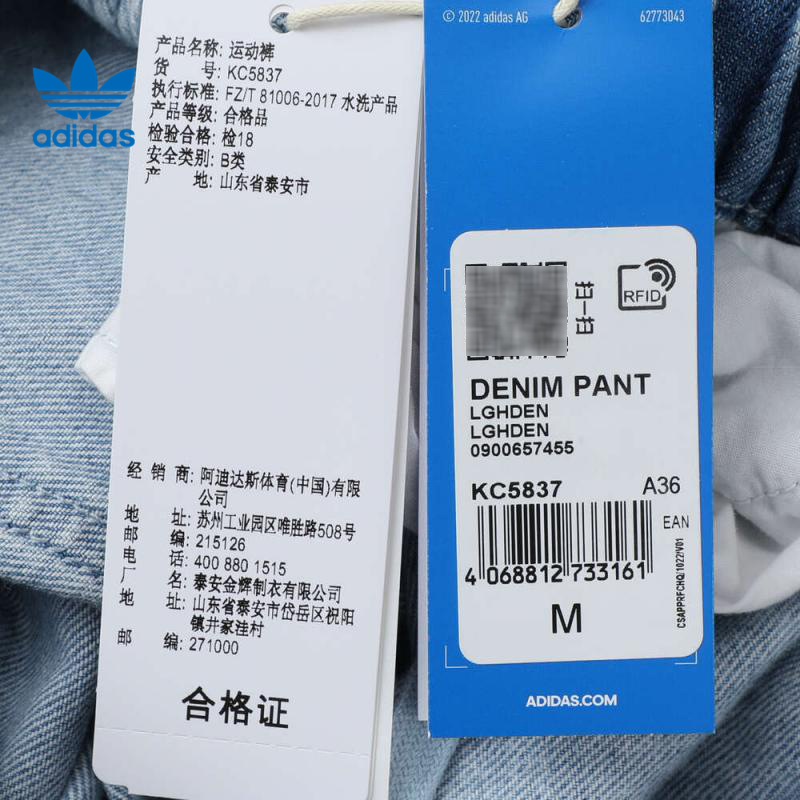 adidas
产品名称: 运动裤
货 号: KC5837
执行标准: FZ/T 81006-2017 水洗产品
产品等级: 合格品
检验合格: 检18
安全类别: B类
产 地: 山东省泰安市
经 销 商: 阿迪达斯体育(中国)有限
公司
地 址: 苏州工业园区唯胜路508号
邮 编: 215126
电 话: 400 880 1515
厂 名: 泰安金辉制衣有限公司
地 址: 山东省泰安市岱岳区祝阳
镇井家洼村
邮 编: 271000
合格证
© 2022 adidas AG
62773043
扫一扫
RFID
DENIM PANT
LGHDEN
LGHDEN
0900657455
KC5837 A36
EAN
4 068812 733161
CSAPPRFCHQ/1022/V01
M
ADIDAS.COM